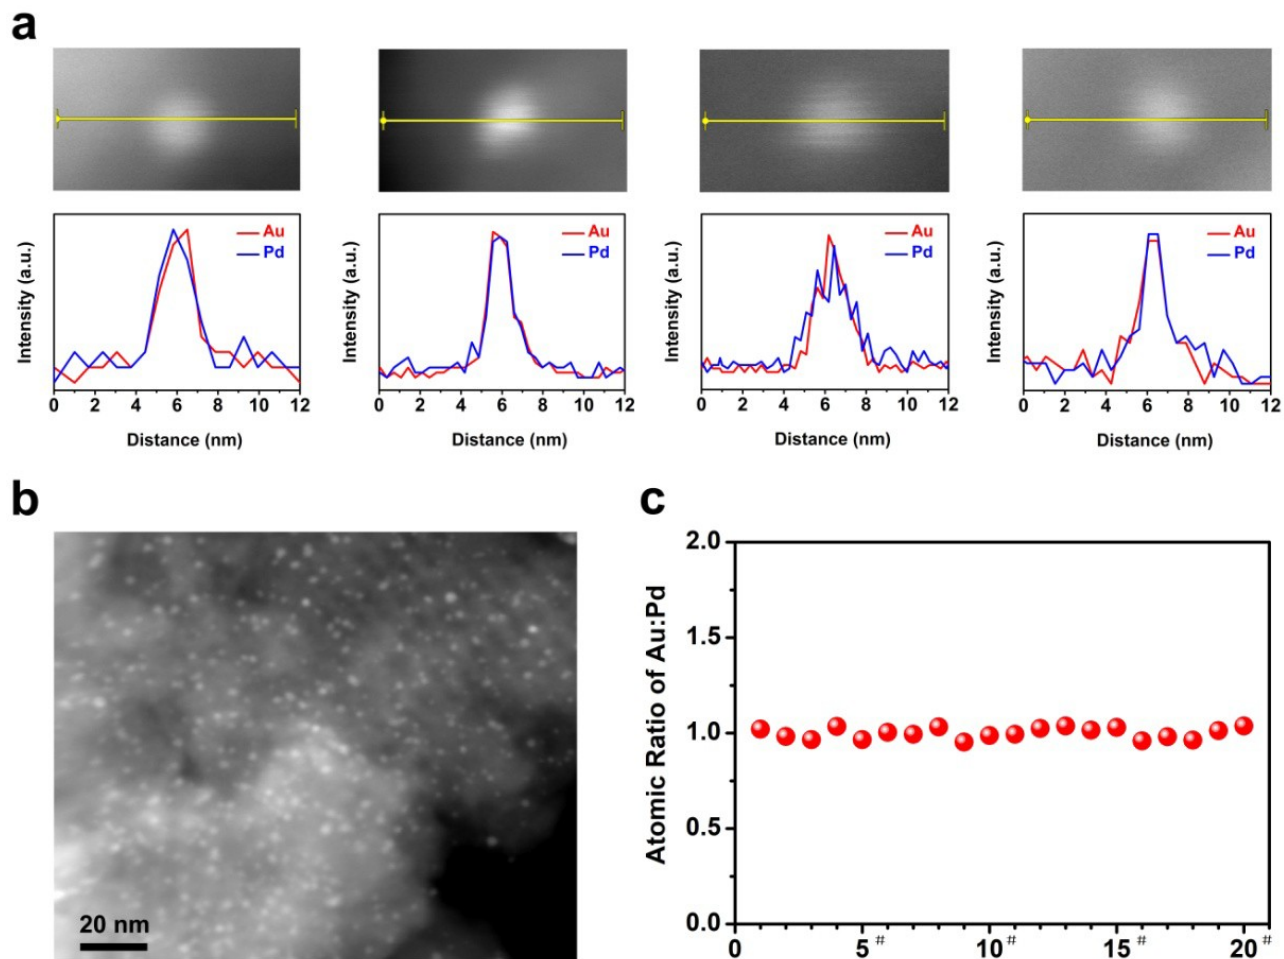 a
Au
Pd
Au
Pd
Au
Pd
Au
Pd
Intensity (a.u.)
Intensity (a.u.)
Intensity (a.u.)
Intensity (a.u.)
0 2 4 6 8 10 12
0 2 4 6 8 10 12
0 2 4 6 8 10 12
0 2 4 6 8 10 12
Distance (nm)
Distance (nm)
Distance (nm)
Distance (nm)
b
20 nm
c
Atomic Ratio of Au:Pd
2.0
1.5
1.0
0.5
0.0
0 5# 10# 15# 20#